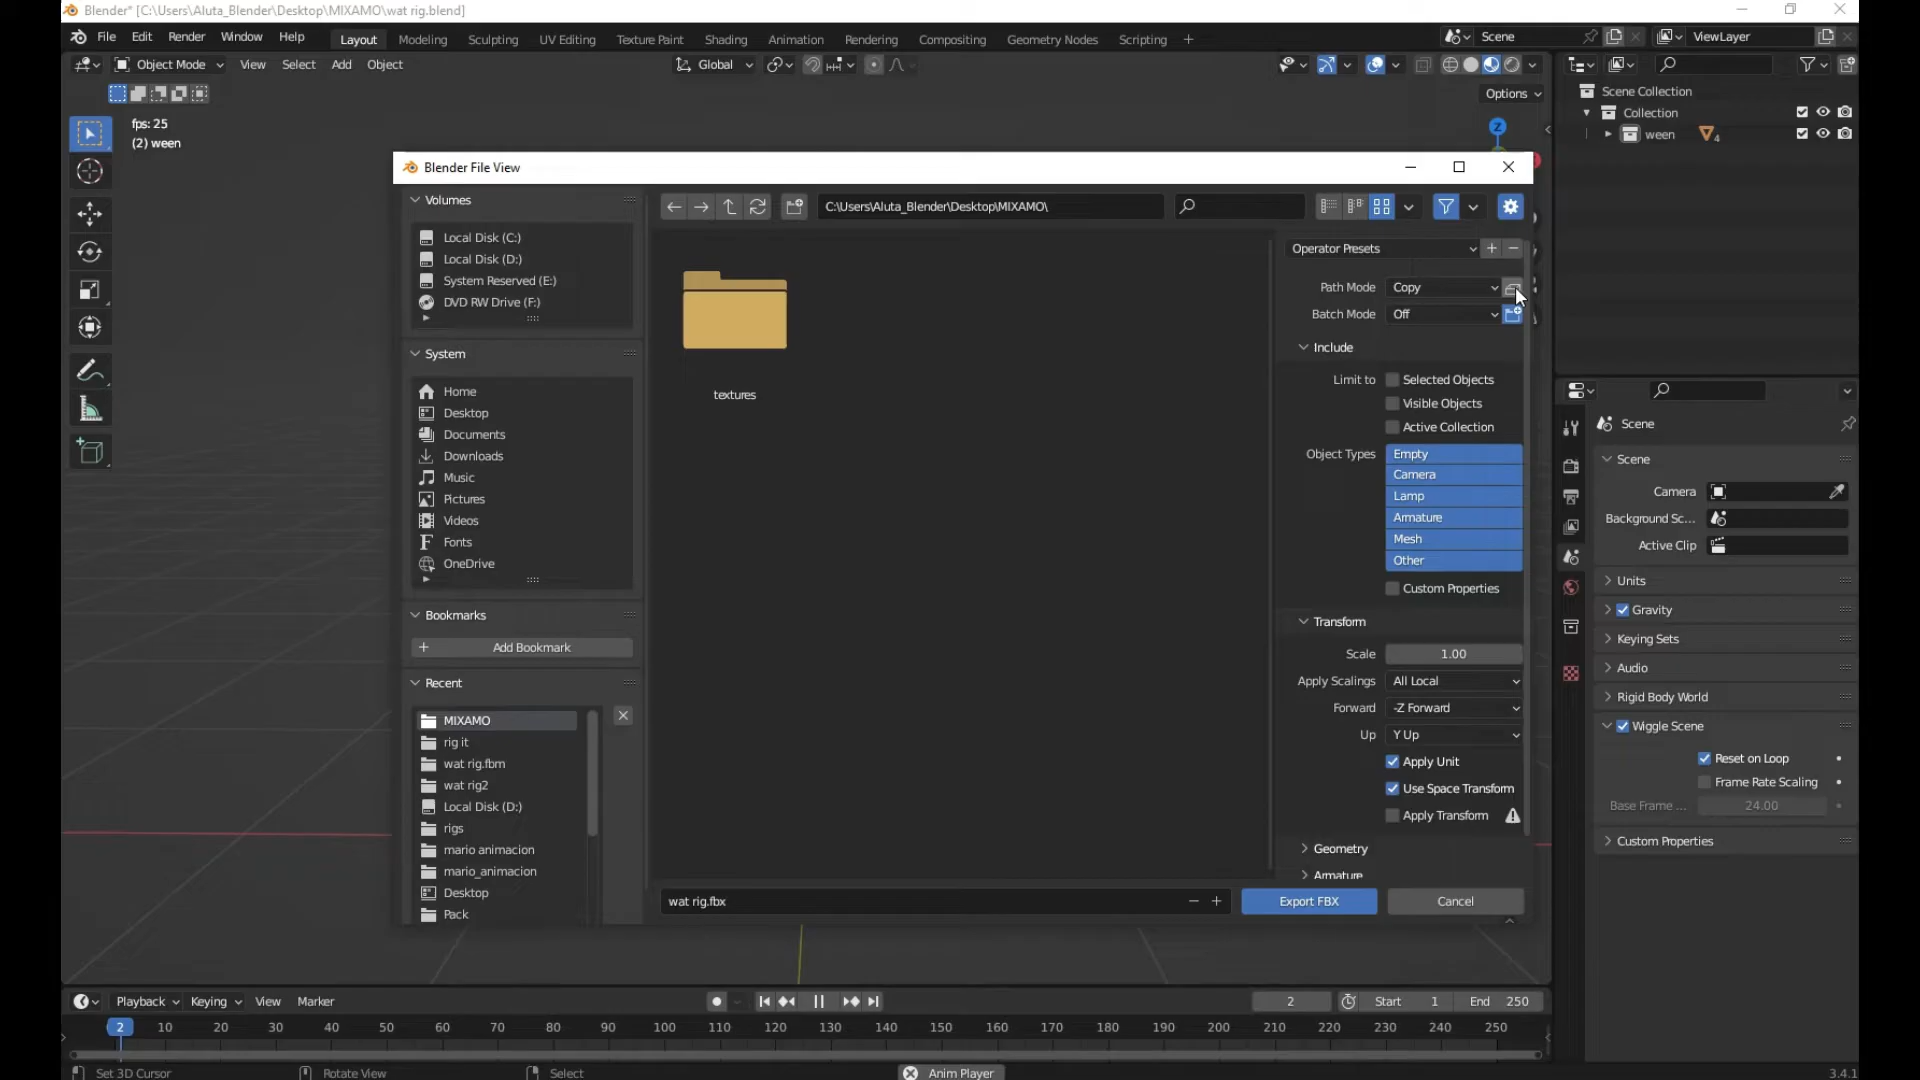 Blender* [C:\Users\Aluta_Blender\Desktop\MIXAMO\wat rig.blend]
File Edit Render Window Help Layout Modeling Sculpting UV Editing Texture Paint Shading Animation Rendering Compositing Geometry Nodes Scripting + Scene ViewLayer
Object Mode View Select Add Object Global
Options
fps: 25
(2) ween
Z
Scene Collection
Collection
ween 4
Blender File View
Volumes
Local Disk (C:)
Local Disk (D:)
System Reserved (E:)
DVD RW Drive (F:)
System
Home
Desktop
Documents
Downloads
Music
Pictures
Videos
Fonts
OneDrive
Bookmarks
Add Bookmark
Recent
MIXAMO
rig it
wat rig.fbm
wat rig2
Local Disk (D:)
rigs
mario animacion
mario_animacion
Desktop
Pack
C:\Users\Aluta_Blender\Desktop\MIXAMO\
textures
wat rig.fbx
Operator Presets
Path Mode Copy
Batch Mode Off
Include
Limit to Selected Objects
Visible Objects
Active Collection
Object Types Empty
Camera
Lamp
Armature
Mesh
Other
Custom Properties
Transform
Scale 1.00
Apply Scalings All Local
Forward -Z Forward
Up Y Up
Apply Unit
Use Space Transform
Apply Transform
Geometry
Armature
Export FBX Cancel
Scene
Scene
Camera
Background Sc...
Active Clip
Units
Gravity
Keying Sets
Audio
Rigid Body World
Wiggle Scene
Reset on Loop
Frame Rate Scaling
Base Frame ... 24.00
Custom Properties
Playback Keying View Marker 2 Start 1 End 250
2 10 20 30 40 50 60 70 80 90 100 110 120 130 140 150 160 170 180 190 200 210 220 230 240 250
Set 3D Cursor Rotate View Select Anim Player 3.4.1